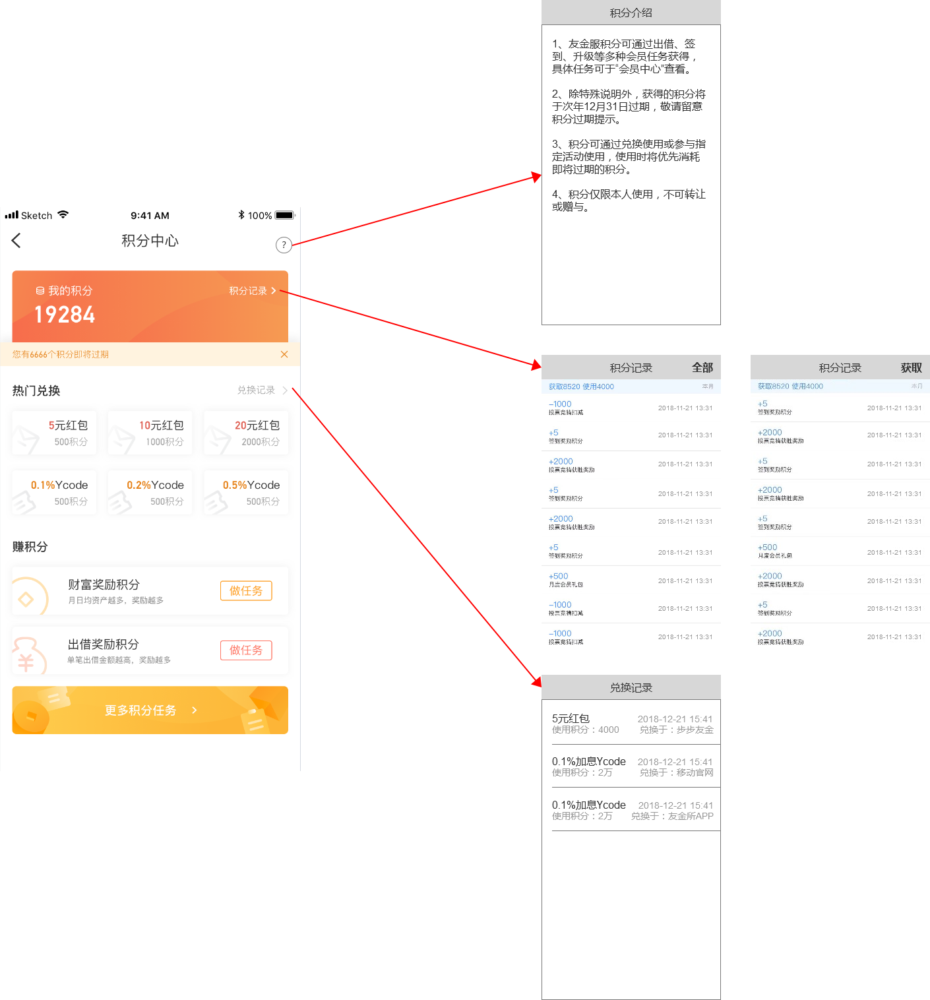 Sketch
9:41 AM
100%
积分中心
?
我的积分
积分记录
19284
您有6666个积分即将过期
热门兑换
兑换记录
5元红包
500积分
10元红包
1000积分
20元红包
2000积分
0.1%Ycode
500积分
0.2%Ycode
500积分
0.5%Ycode
500积分
赚积分
财富奖励积分
月日均资产越多，奖励越多
做任务
出借奖励积分
单笔出借金额越高，奖励越多
做任务
更多积分任务
积分介绍
1、友金服积分可通过出借、签
到、升级等多种会员任务获得，
具体任务可于“会员中心”查看。
2、除特殊说明外，获得的积分将
于次年12月31日过期，敬请留意
积分过期提示。
3、积分可通过兑换使用或参与指
定活动使用，使用时将优先消耗
即将过期的积分。
4、积分仅限本人使用，不可转让
或赠与。
积分记录
全部
获取8520 使用4000
本月
-1000
投票竞猜扣减
2018-11-21 13:31
+5
签到奖励积分
2018-11-21 13:31
+2000
投票竞猜获胜奖励
2018-11-21 13:31
+5
签到奖励积分
2018-11-21 13:31
+2000
投票竞猜获胜奖励
2018-11-21 13:31
+5
签到奖励积分
2018-11-21 13:31
+500
月度会员礼包
2018-11-21 13:31
-1000
投票竞猜扣减
2018-11-21 13:31
-1000
投票竞猜扣减
2018-11-21 13:31
积分记录
获取
获取8520 使用4000
本月
+5
签到奖励积分
2018-11-21 13:31
+2000
投票竞猜获胜奖励
2018-11-21 13:31
+5
签到奖励积分
2018-11-21 13:31
+2000
投票竞猜获胜奖励
2018-11-21 13:31
+5
签到奖励积分
2018-11-21 13:31
+500
月度会员礼包
2018-11-21 13:31
+2000
投票竞猜获胜奖励
2018-11-21 13:31
+5
签到奖励积分
2018-11-21 13:31
+2000
投票竞猜获胜奖励
2018-11-21 13:31
兑换记录
5元红包
2018-12-21 15:41
使用积分：4000
兑换于：步步友金
0.1%加息Ycode
2018-12-21 15:41
使用积分：2万
兑换于：移动官网
0.1%加息Ycode
2018-12-21 15:41
使用积分：2万
兑换于：友金所APP